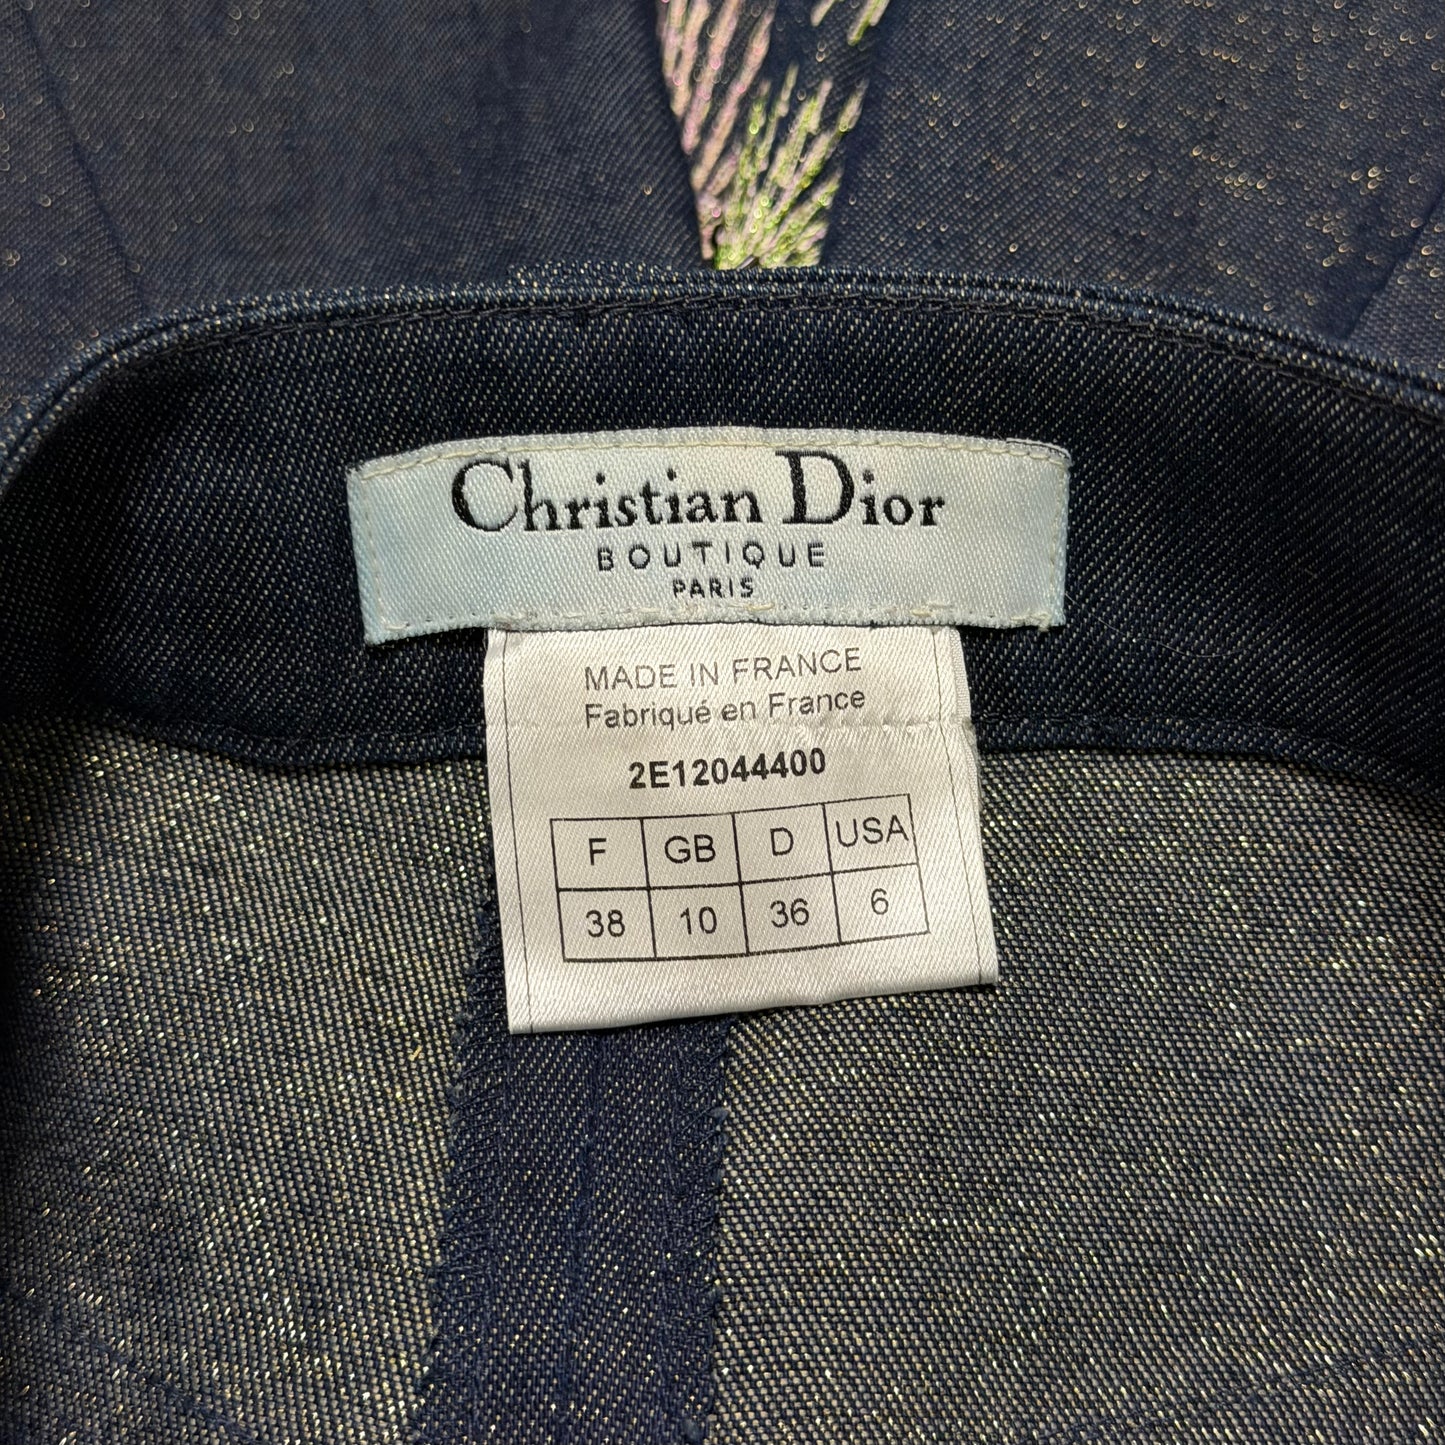 Christian Dior
BOUTIQUE
PARIS
MADE IN FRANCE
Fabriqué en France
2E12044400
F GB D USA
38 10 36 6